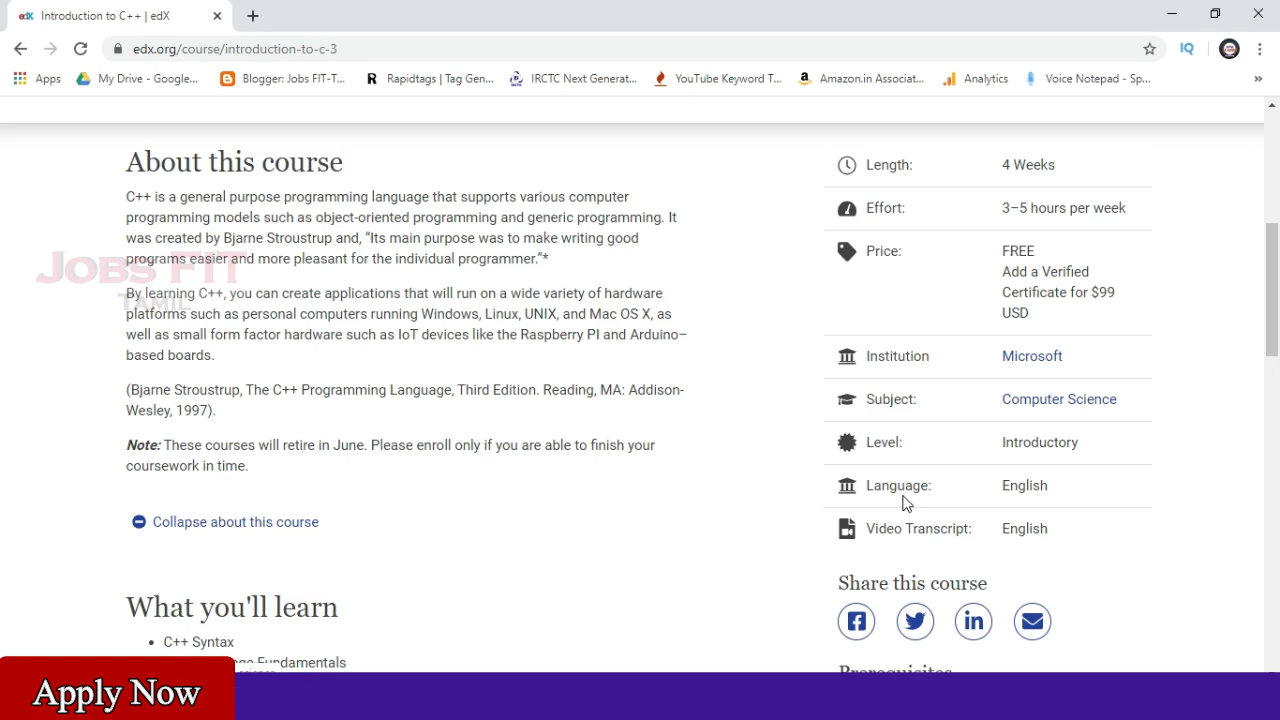 edX Introduction to C++ | edX
edx.org/course/introduction-to-c-3
IQ
Apps My Drive - Google... Blogger: Jobs FIT-T... R Rapidtags | Tag Gen... IRCTC Next Generat... YouTube Keyword T... Amazon.in Associat... Analytics Voice Notepad - Sp...
About this course
C++ is a general purpose programming language that supports various computer
programming models such as object-oriented programming and generic programming. It
was created by Bjarne Stroustrup and, “Its main purpose was to make writing good
programs easier and more pleasant for the individual programmer.”*
JOBS FIT
TAMIL
By learning C++, you can create applications that will run on a wide variety of hardware
platforms such as personal computers running Windows, Linux, UNIX, and Mac OS X, as
well as small form factor hardware such as IoT devices like the Raspberry PI and Arduino–
based boards.
(Bjarne Stroustrup, The C++ Programming Language, Third Edition. Reading, MA: Addison-
Wesley, 1997).
Note: These courses will retire in June. Please enroll only if you are able to finish your
coursework in time.
Collapse about this course
What you'll learn
• C++ Syntax
Fundamentals
Length: 4 Weeks
Effort: 3–5 hours per week
Price: FREE
Add a Verified
Certificate for $99
USD
Institution Microsoft
Subject: Computer Science
Level: Introductory
Language: English
Video Transcript: English
Share this course
Prerequisites
Apply Now